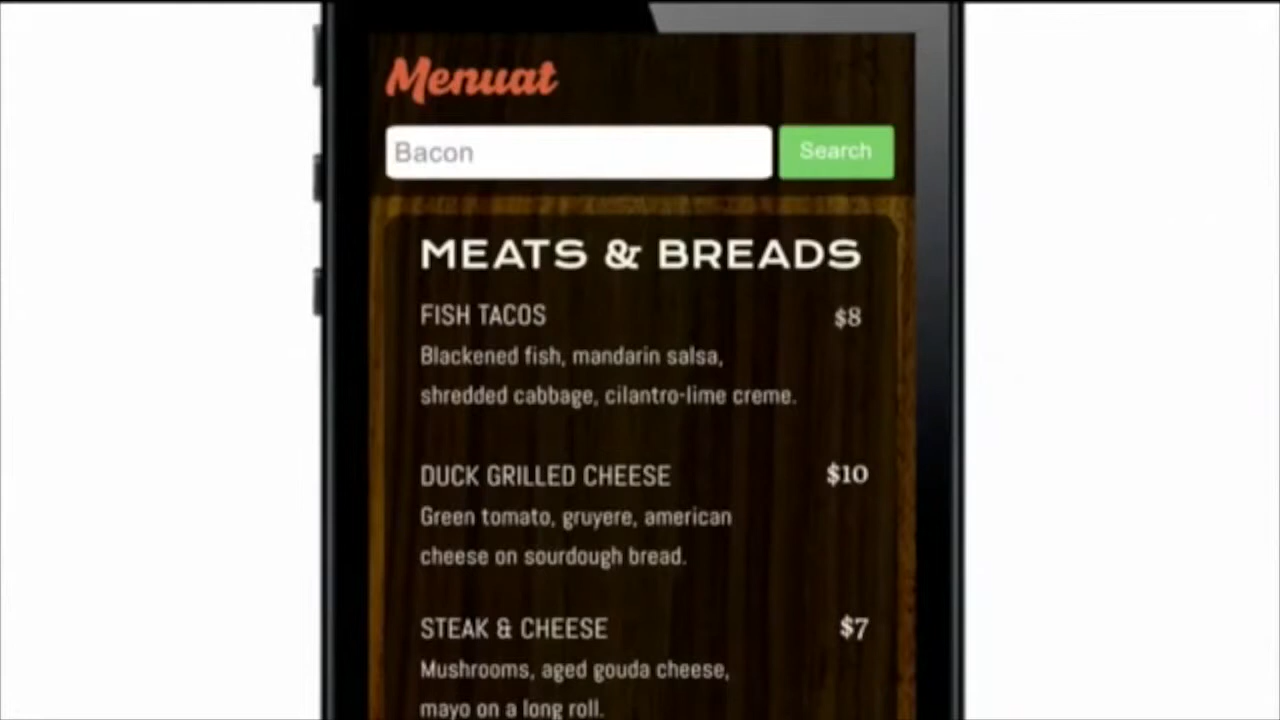 Menuat
Bacon
Search
MEATS & BREADS
FISH TACOS
$8
Blackened fish, mandarin salsa,
shredded cabbage, cilantro-lime creme.
DUCK GRILLED CHEESE
$10
Green tomato, gruyere, american
cheese on sourdough bread.
STEAK & CHEESE
$7
Mushrooms, aged gouda cheese,
mayo on a long roll.